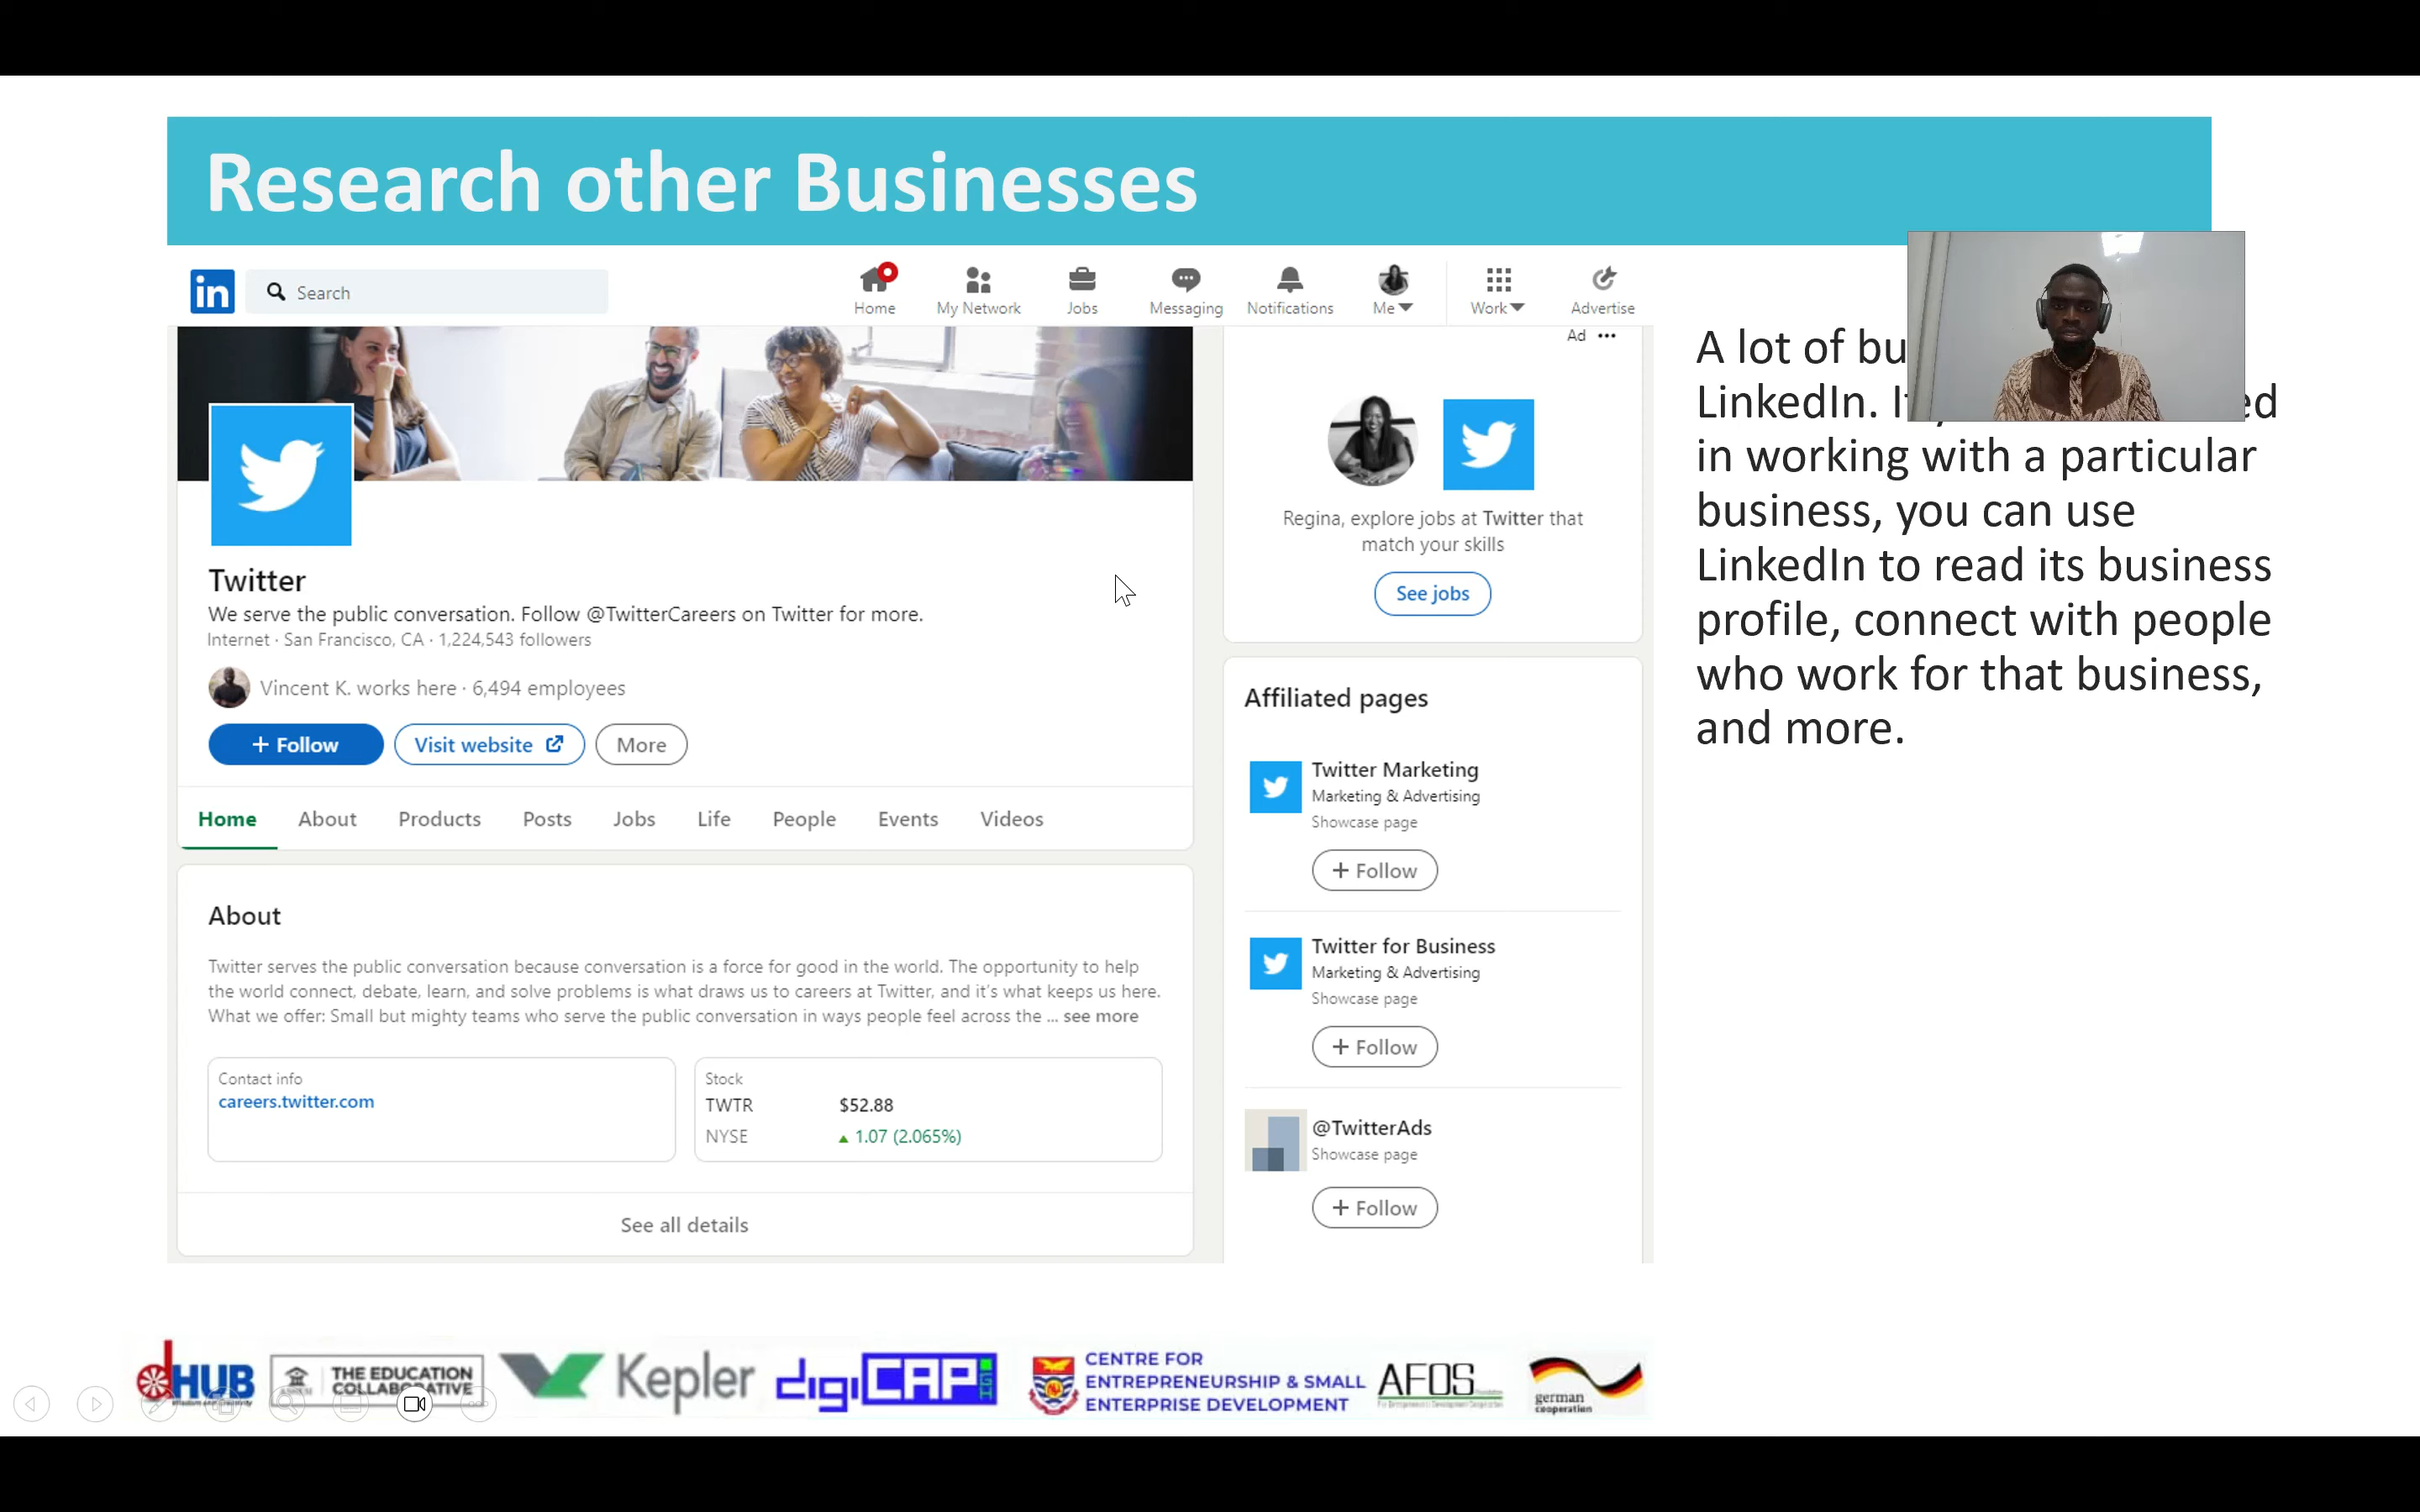 Research other Businesses
Search
Home
My Network
Jobs
Messaging
Notifications
Me
Work
Advertise
Twitter
We serve the public conversation. Follow @TwitterCareers on Twitter for more.
Internet · San Francisco, CA · 1,224,543 followers
Vincent K. works here · 6,494 employees
+ Follow
Visit website
More
Home
About
Products
Posts
Jobs
Life
People
Events
Videos
About
Twitter serves the public conversation because conversation is a force for good in the world. The opportunity to help
the world connect, debate, learn, and solve problems is what draws us to careers at Twitter, and it's what keeps us here.
What we offer: Small but mighty teams who serve the public conversation in ways people feel across the ... see more
Contact info
careers.twitter.com
Stock
TWTR $52.88
NYSE 1.07 (2.065%)
See all details
Ad
Regina, explore jobs at Twitter that
match your skills
See jobs
Affiliated pages
Twitter Marketing
Marketing & Advertising
Showcase page
+ Follow
Twitter for Business
Marketing & Advertising
Showcase page
+ Follow
@TwitterAds
Showcase page
+ Follow
A lot of
LinkedIn.
in working with a particular
business, you can use
LinkedIn to read its business
profile, connect with people
who work for that business,
and more.
dHUB
THE EDUCATION
COLLABORATIVE
Kepler
digiCAP.GH
CENTRE FOR
ENTREPRENEURSHIP & SMALL
ENTERPRISE DEVELOPMENT
AFOS
german
cooperation